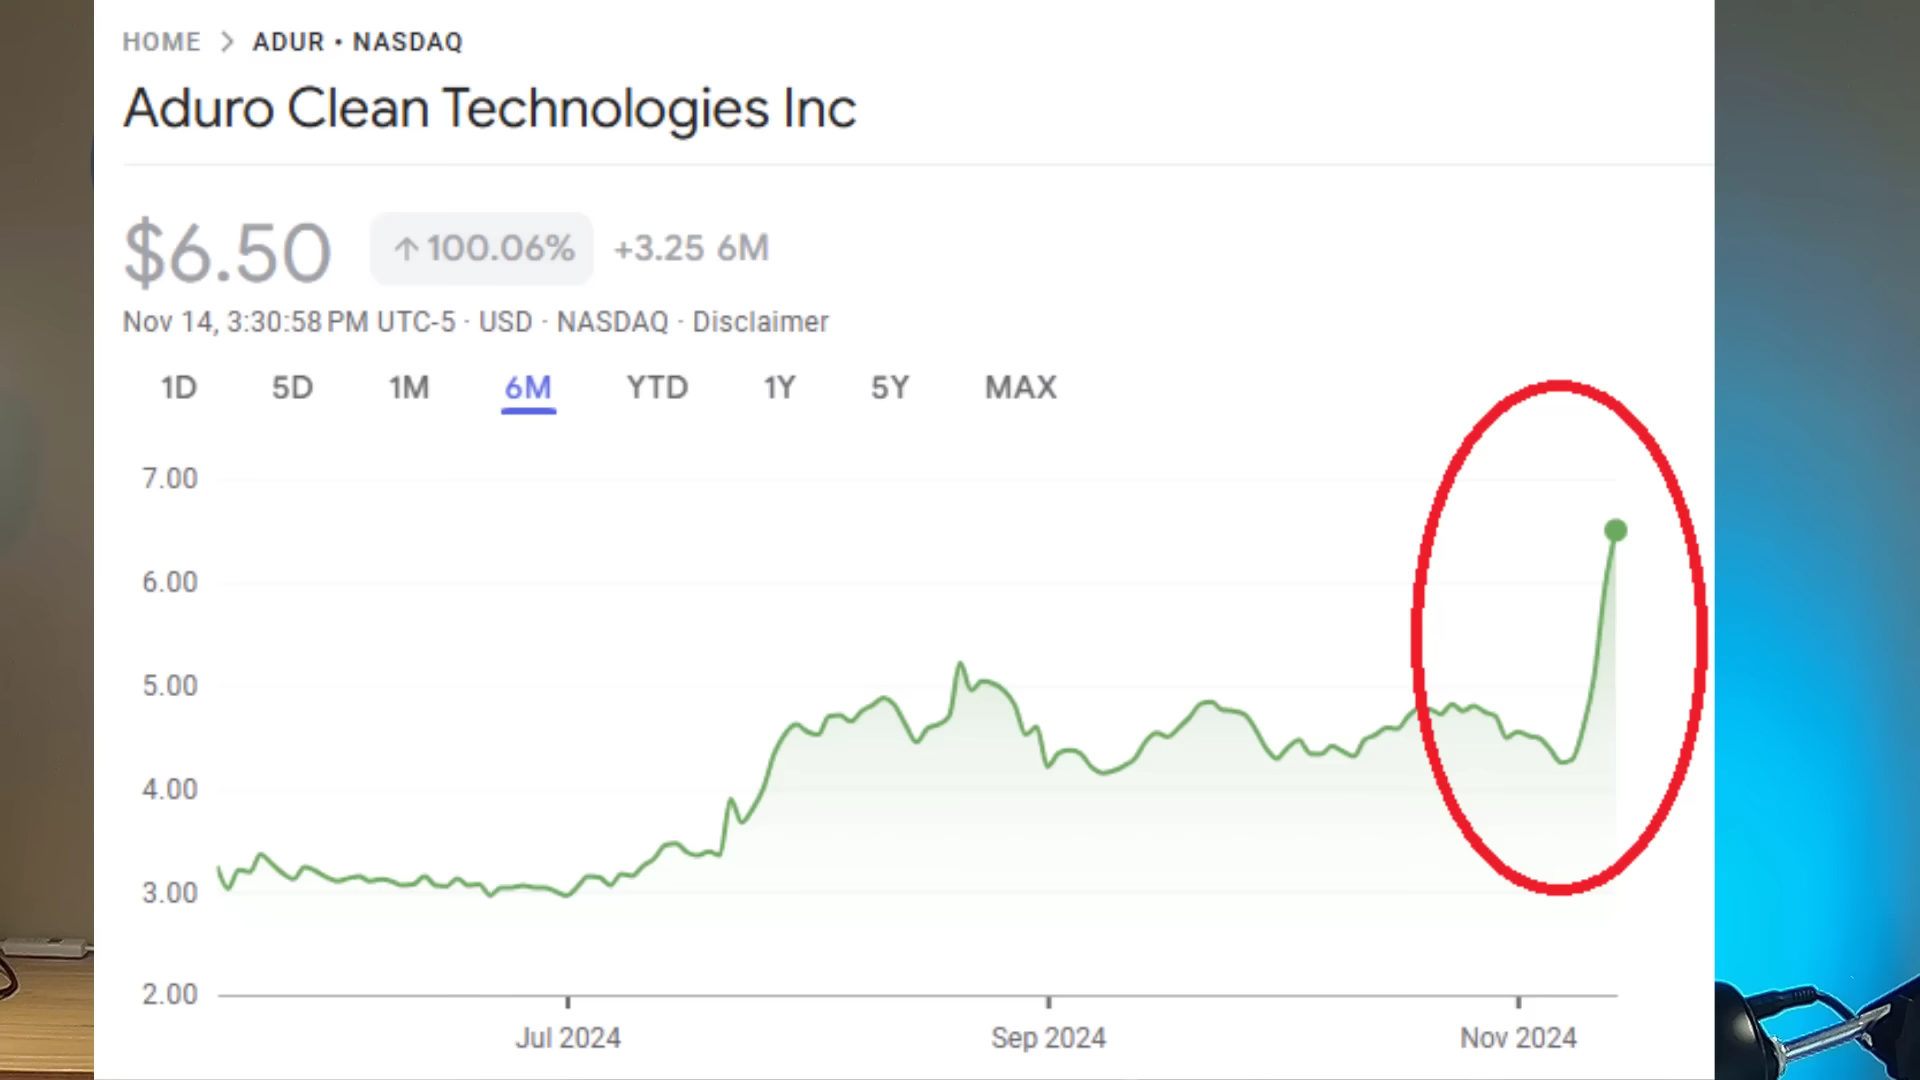 HOME > ADUR • NASDAQ
Aduro Clean Technologies Inc
$6.50 ↑ 100.06% +3.25 6M
Nov 14, 3:30:58 PM UTC-5 · USD · NASDAQ · Disclaimer
1D 5D 1M 6M YTD 1Y 5Y MAX
7.00
6.00
5.00
4.00
3.00
2.00
Jul 2024 Sep 2024 Nov 2024